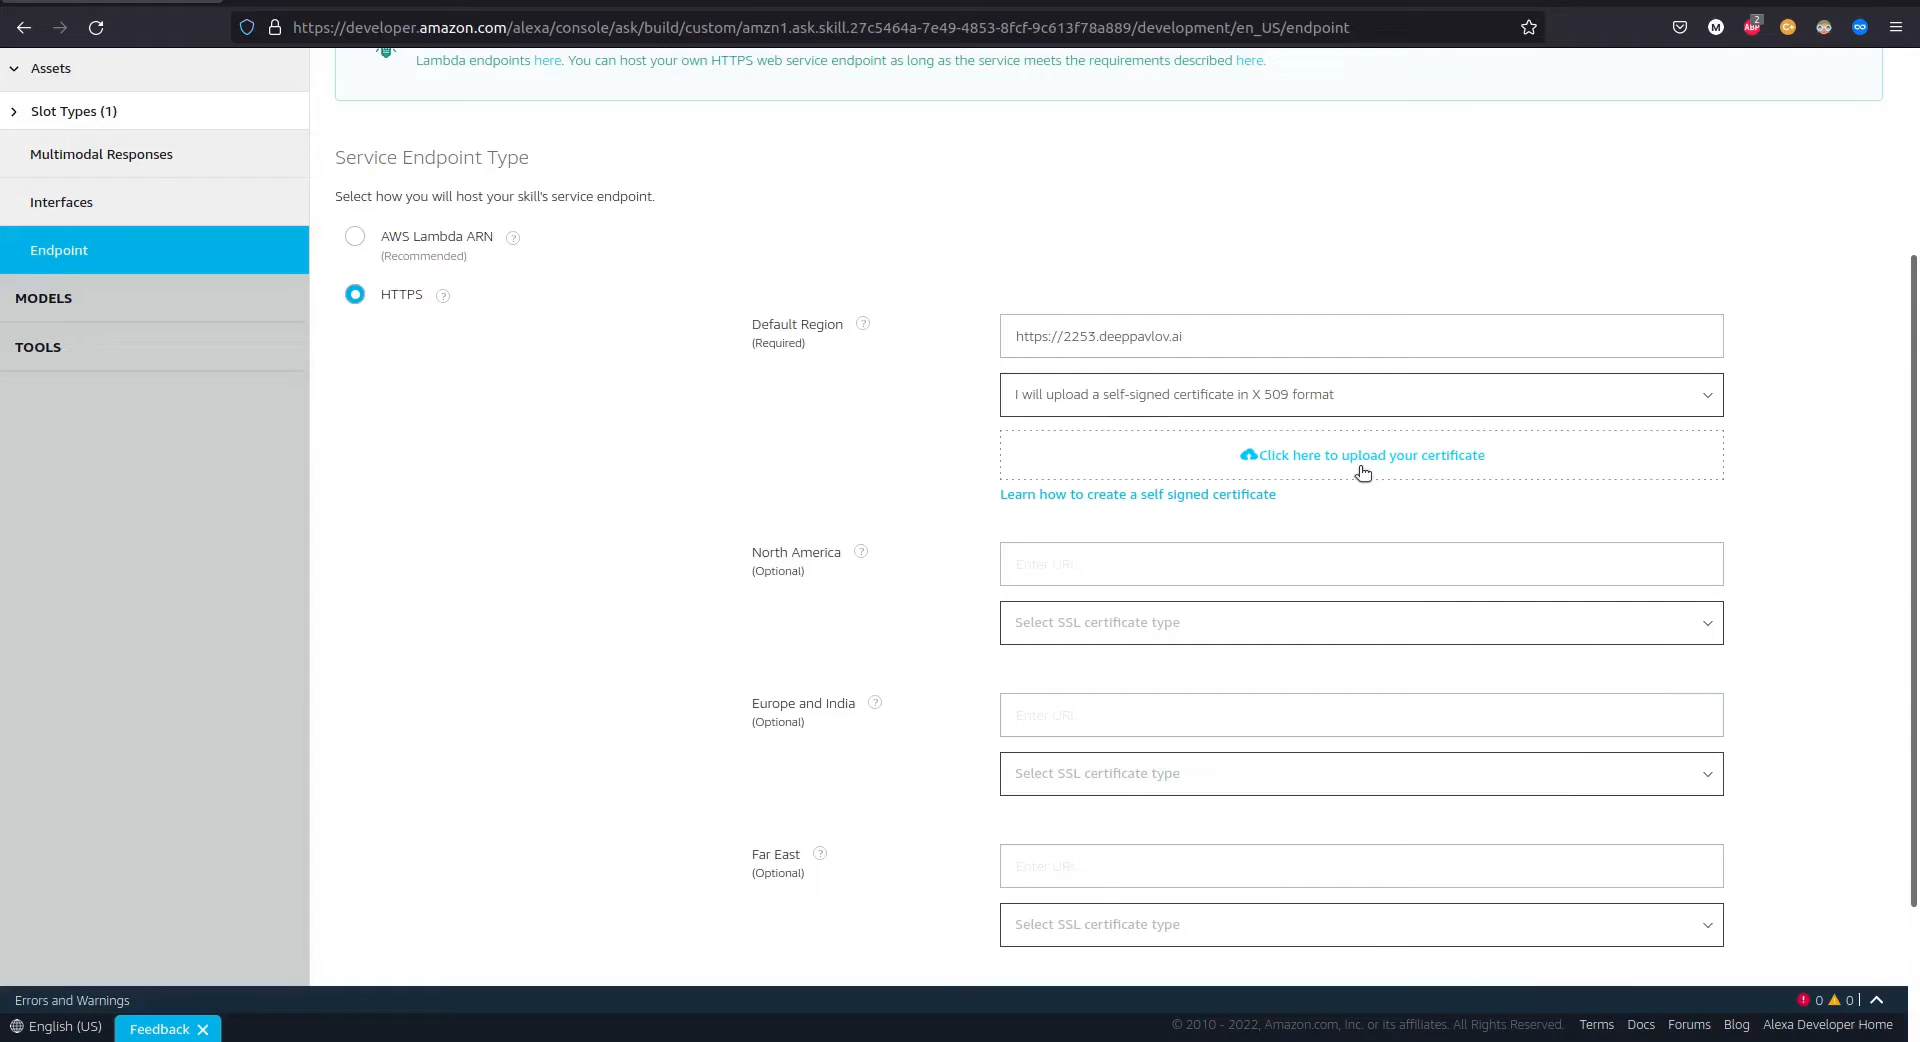 https://developer.amazon.com/alexa/console/ask/build/custom/amzn1.ask.skill.27c5464a-7e49-4853-8fcf-9c613f78a889/development/en_US/endpoint
M
ABP
2
C+
Lambda endpoints here. You can host your own HTTPS web service endpoint as long as the service meets the requirements described here.
Assets
Slot Types (1)
Multimodal Responses
Interfaces
Endpoint
MODELS
TOOLS
Service Endpoint Type
Select how you will host your skill's service endpoint.
AWS Lambda ARN ?
(Recommended)
HTTPS ?
Default Region ?
(Required)
https://2253.deeppavlov.ai
I will upload a self-signed certificate in X 509 format
Click here to upload your certificate
Learn how to create a self signed certificate
North America ?
(Optional)
Enter URI...
Select SSL certificate type
Europe and India ?
(Optional)
Enter URI...
Select SSL certificate type
Far East ?
(Optional)
Enter URI...
Select SSL certificate type
Errors and Warnings
! 0 0 |
English (US)
Feedback
© 2010 - 2022, Amazon.com, Inc. or its affiliates. All Rights Reserved. Terms Docs Forums Blog Alexa Developer Home